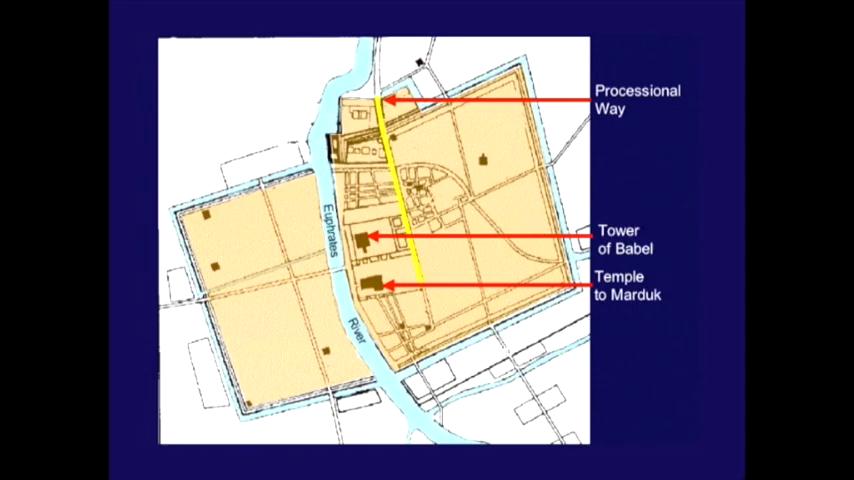 Processional
Way
Euphrates
Tower
of Babel
Temple
to Marduk
River